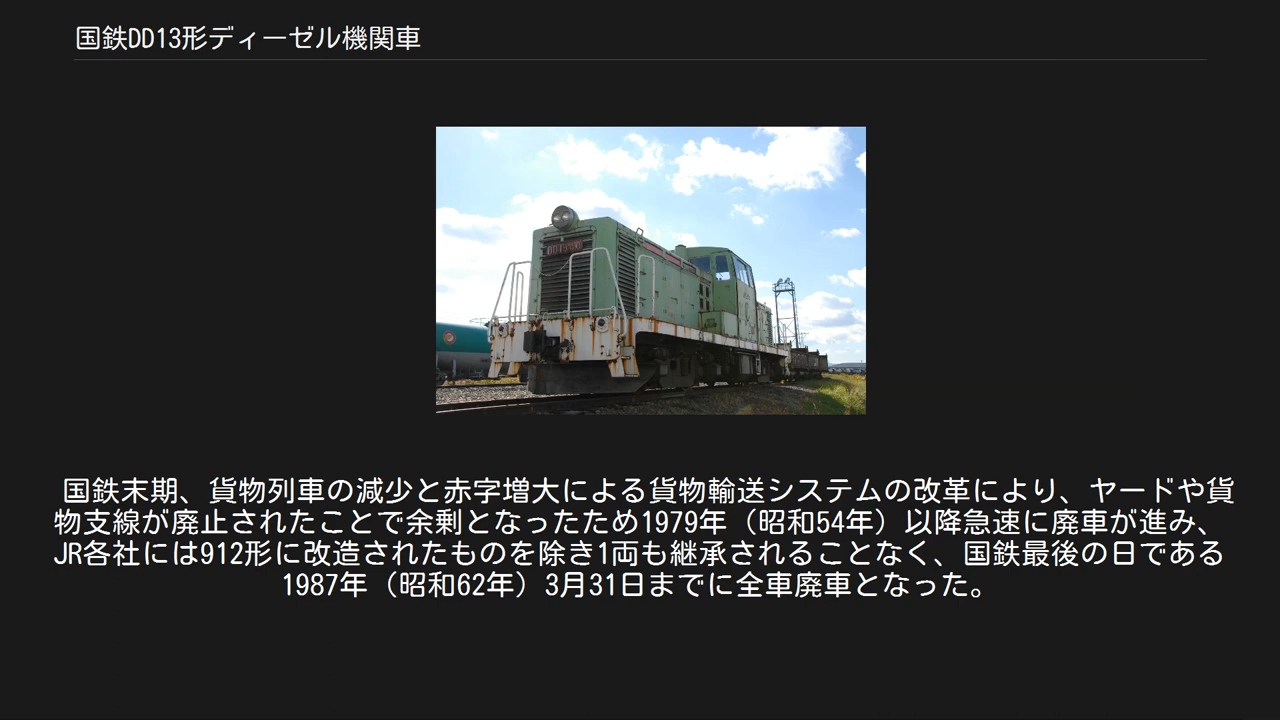 国鉄DD13形ディーゼル機関車
国鉄末期、貨物列車の減少と赤字増大による貨物輸送システムの改革により、ヤードや貨
物支線が廃止されたことで余剰となったため1979年（昭和54年）以降急速に廃車が進み、
JR各社には912形に改造されたものを除き1両も継承されることなく、国鉄最後の日である
1987年（昭和62年）3月31日までに全車廃車となった。